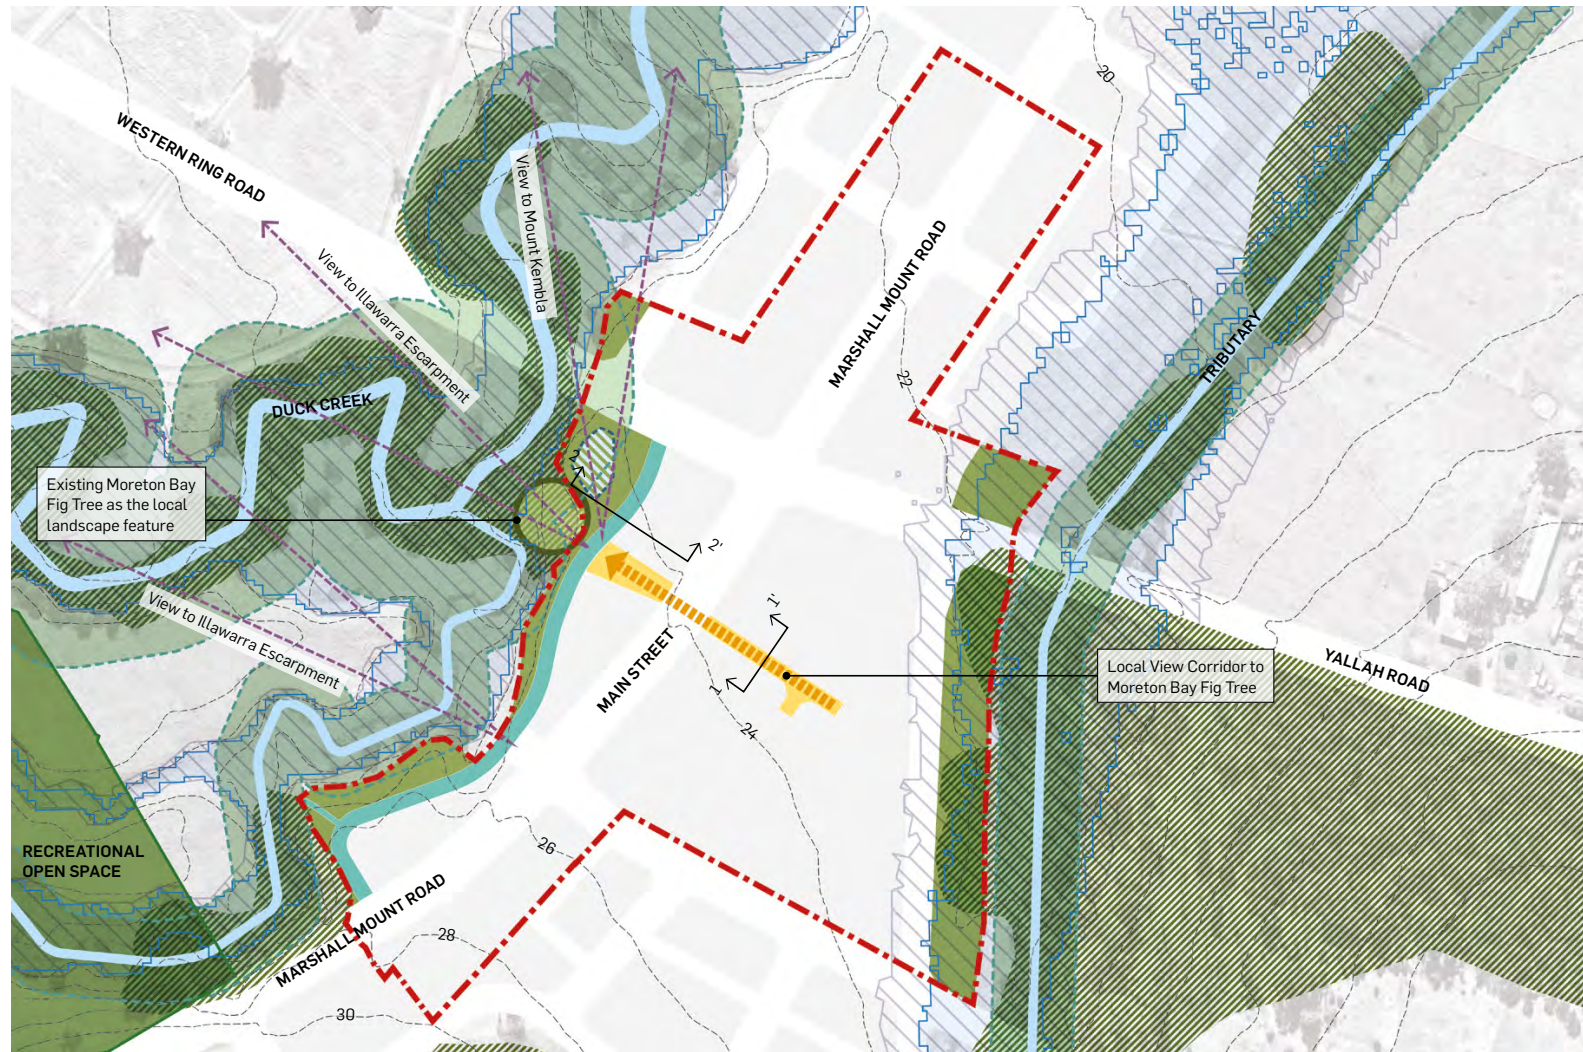 20
WESTERN RING ROAD
View to Mount Kembla
View to Illawarra Escarpment
MARSHALL MOUNT ROAD
TRIBUTARY
22
DUCK CREEK
2
Existing Moreton Bay
Fig Tree as the local
landscape feature
2'
View to Illawarra Escarpment
1'
MAIN STREET
1
Local View Corridor to
Moreton Bay Fig Tree
YALLAH ROAD
24
26
RECREATIONAL
OPEN SPACE
MARSHALL MOUNT ROAD
28
30